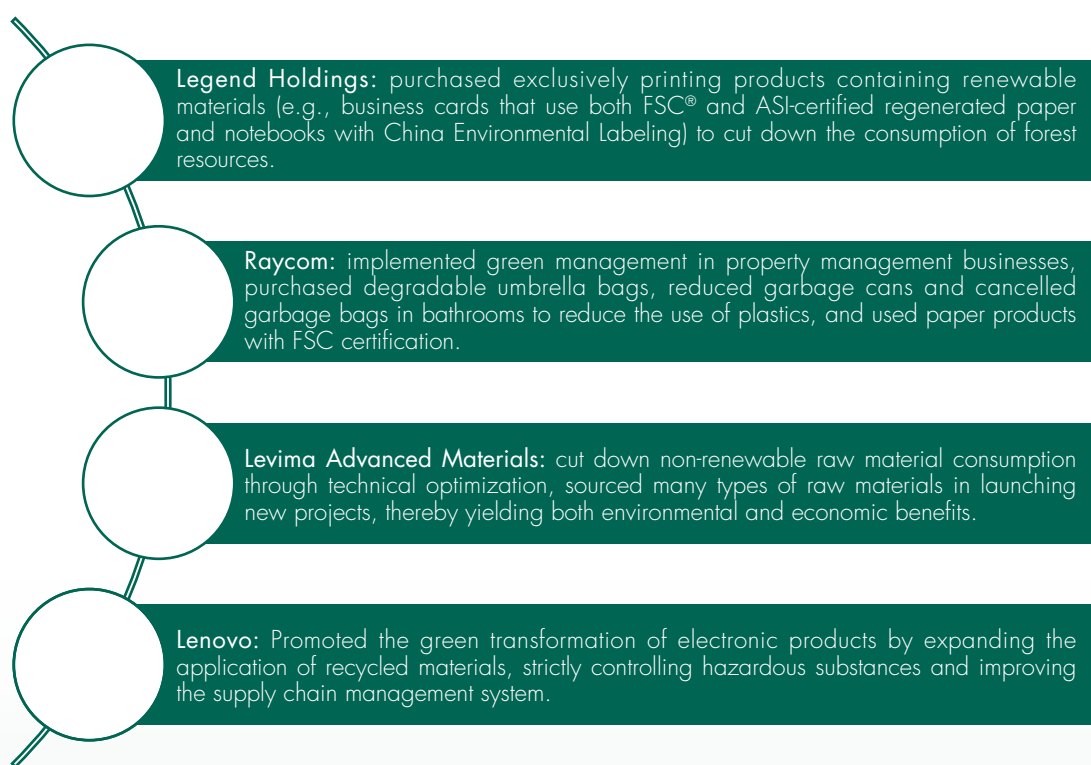 Legend Holdings: purchased exclusively printing products containing renewable
materials (e.g., business cards that use both FSC® and ASI-certified regenerated paper
and notebooks with China Environmental Labeling) to cut down the consumption of forest
resources.
Raycom: implemented green management in property management businesses,
purchased degradable umbrella bags, reduced garbage cans and cancelled
garbage bags in bathrooms to reduce the use of plastics, and used paper products
with FSC certification.
Levima Advanced Materials: cut down non-renewable raw material consumption
through technical optimization, sourced many types of raw materials in launching
new projects, thereby yielding both environmental and economic benefits.
Lenovo: Promoted the green transformation of electronic products by expanding the
application of recycled materials, strictly controlling hazardous substances and improving
the supply chain management system.